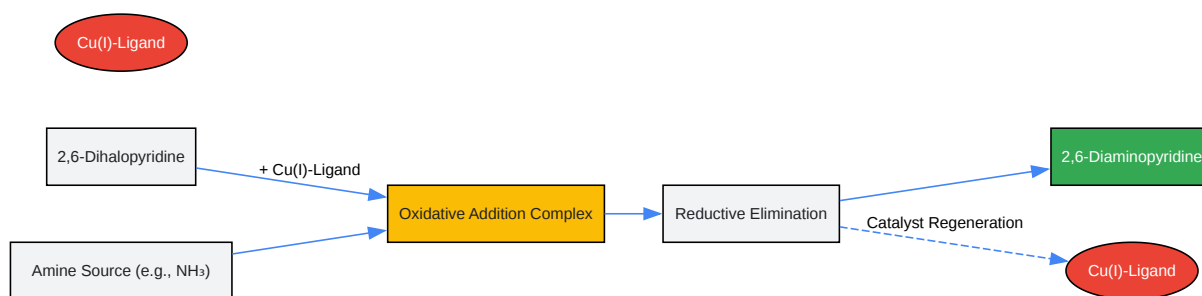 Cu(I)-Ligand
2,6-Dihalopyridine
+ Cu(I)-Ligand
Amine Source (e.g., NH₃)
Oxidative Addition Complex
Reductive Elimination
2,6-Diaminopyridine
Catalyst Regeneration
Cu(I)-Ligand